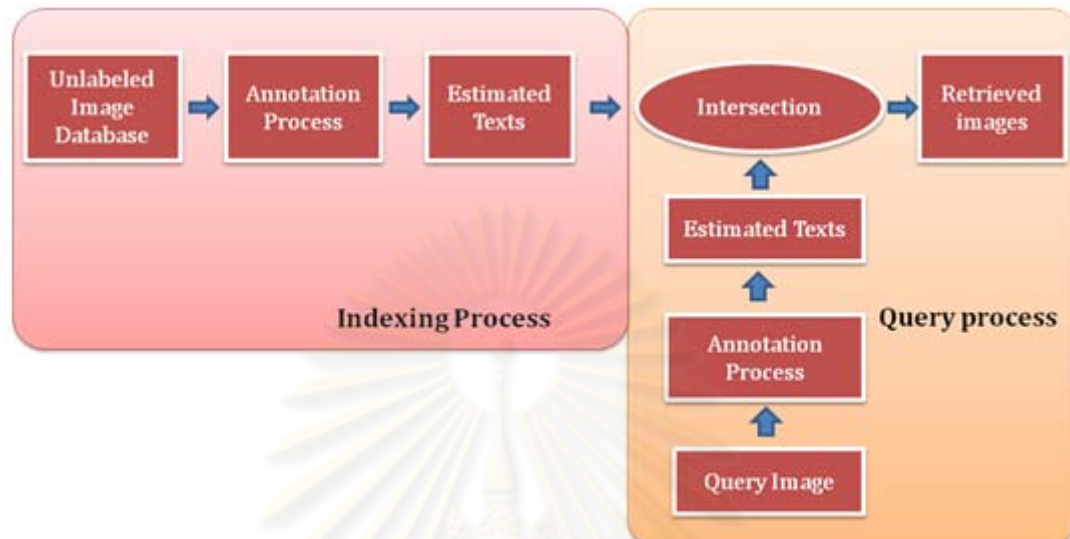 Unlabeled
Image
Database
Annotation
Process
Estimated
Texts
Intersection
Retrieved
images
Estimated Texts
Indexing Process
Query process
Annotation
Process
Query Image